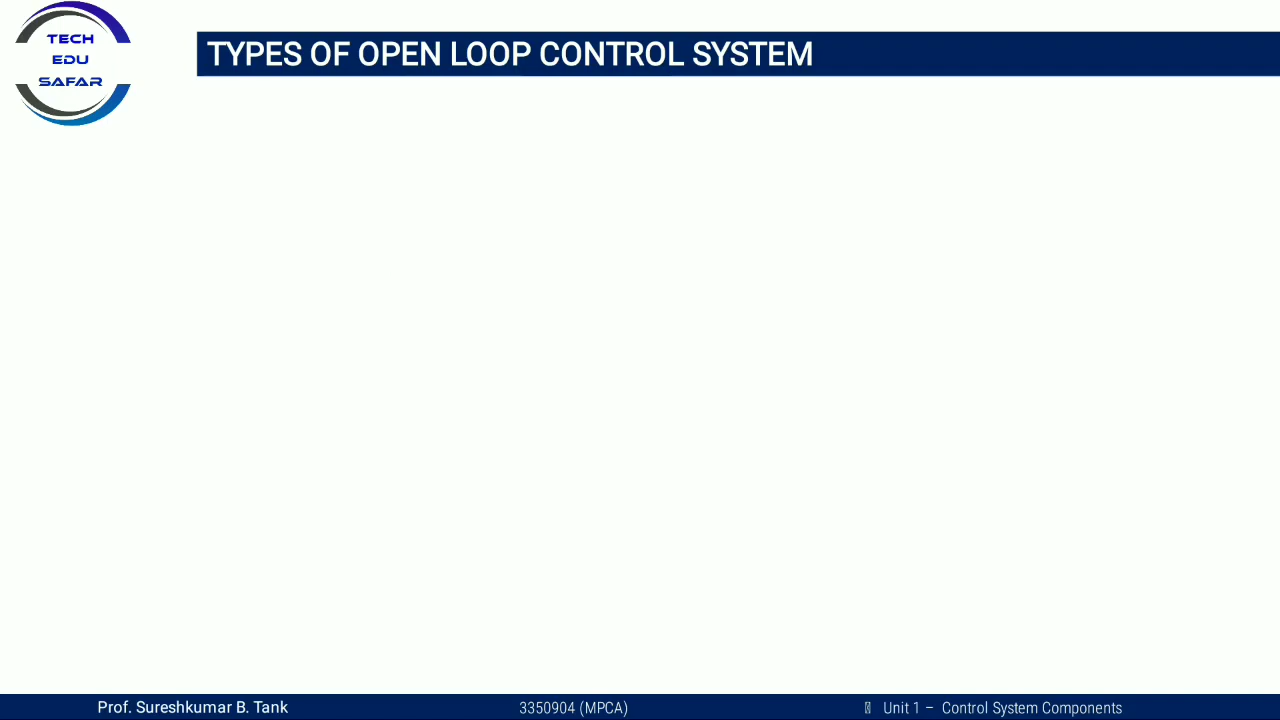 TECH
EDU
SAFAR
TYPES OF OPEN LOOP CONTROL SYSTEM
Prof. Sureshkumar B. Tank
3350904 (MPCA)
Unit 1 – Control System Components